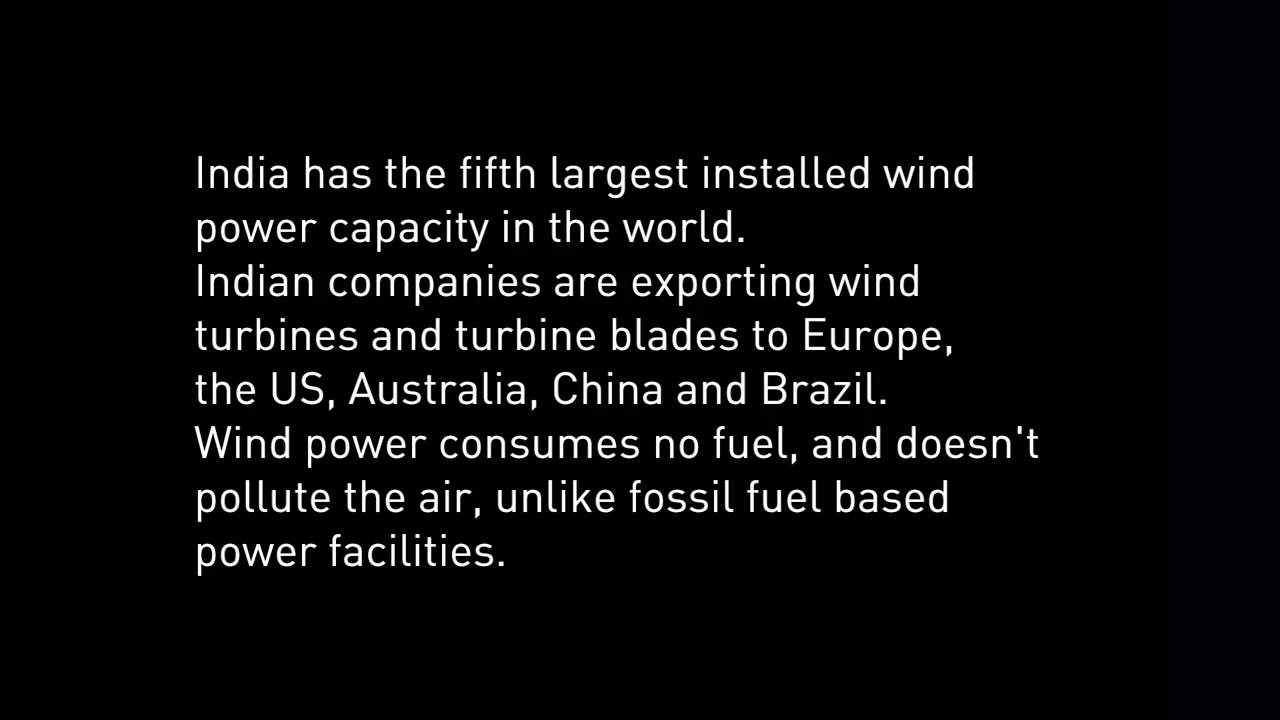 India has the fifth largest installed wind
power capacity in the world.
Indian companies are exporting wind
turbines and turbine blades to Europe,
the US, Australia, China and Brazil.
Wind power consumes no fuel, and doesn't
pollute the air, unlike fossil fuel based
power facilities.